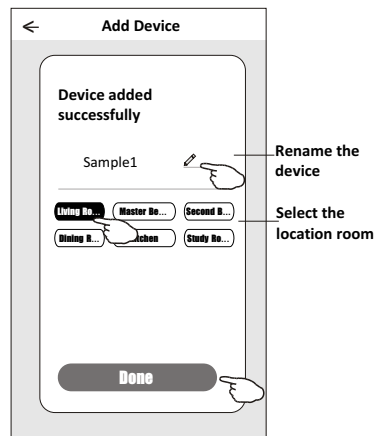 Add Device
Device added
successfully
Sample1
Rename the
device
Living Ro...
Master Be...
Second B...
Select the
location room
Dining R...
tchen
Study Ro...
Done